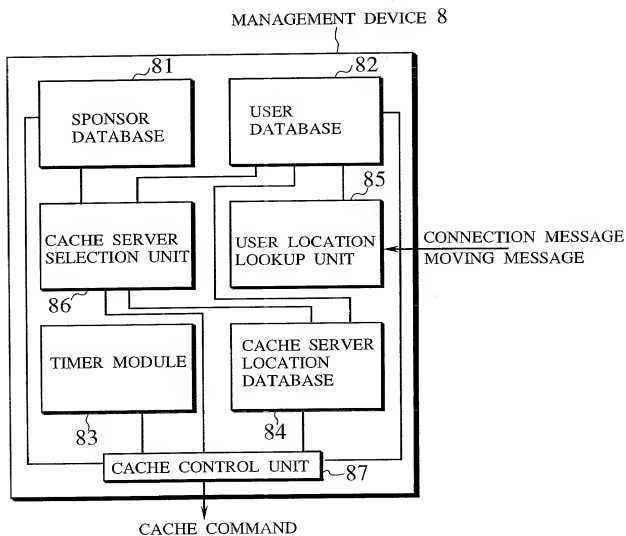 MANAGEMENT DEVICE 8
81
82
SPONSOR
DATABASE
USER
DATABASE
85
CACHE SERVER
SELECTION UNIT
USER LOCATION
LOOKUP UNIT
CONNECTION MESSAGE
MOVING MESSAGE
86
TIMER MODULE
CACHE SERVER
LOCATION
DATABASE
83
84
CACHE CONTROL UNIT
87
CACHE COMMAND